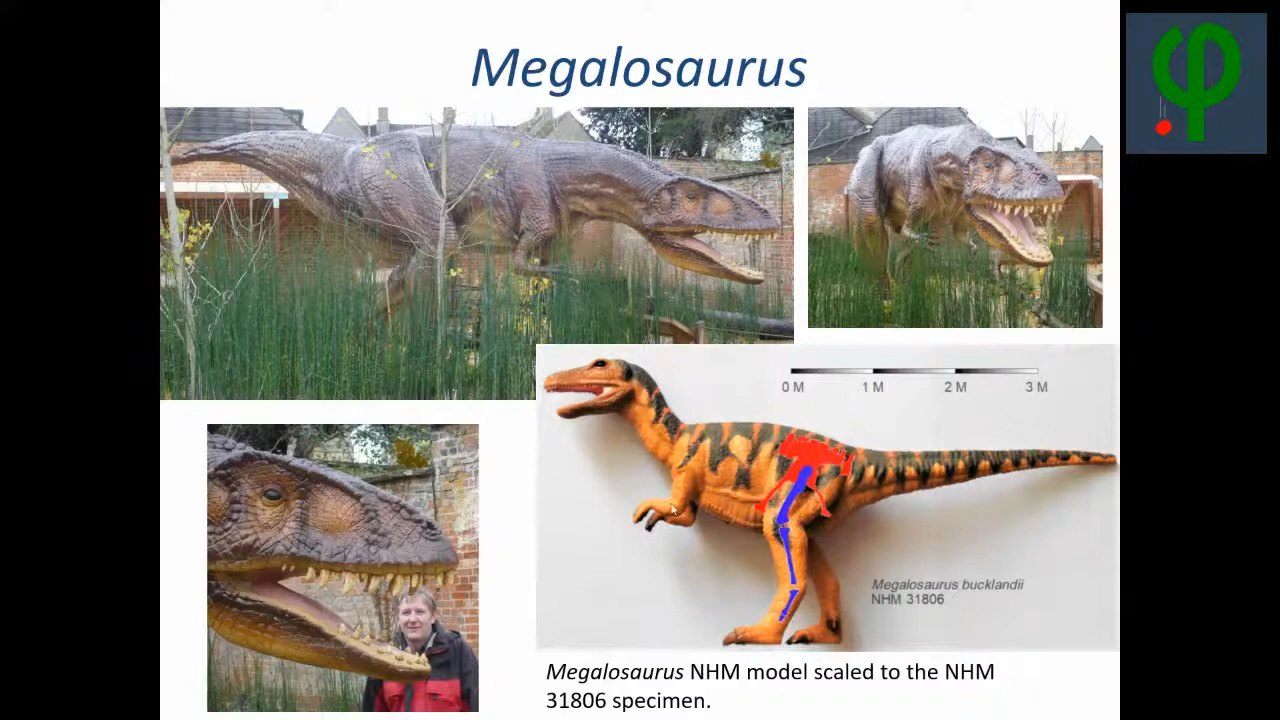 Megalosaurus
0 M 1 M 2 M 3 M
Megalosaurus bucklandii
NHM 31806
Megalosaurus NHM model scaled to the NHM
31806 specimen.